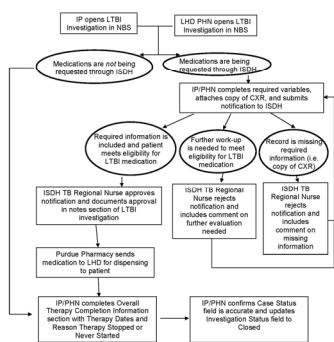 IP opens LTBI
Investigation in NBS
LHD PHN opens LTBI
Investigation in NBS
Medications are not being
requested through ISDH
Medications are being
requested through ISDH
IP/PHN completes required variables,
attaches copy of CXR, and submits
notification to ISDH
Required information is
included and patient
meets eligibility for
LTBI medication
Further work-up
is needed to meet
eligibility for LTBI
medication
Record is missing
required
information (i.e.
copy of CXR)
ISDH TB Regional Nurse approves
notification and documents approval
in notes section of LTBI
investigation
ISDH TB Regional
Nurse rejects
notification and
includes comment on
further evaluation
needed
ISDH TB
Regional Nurse
rejects
notification and
includes
comment on
missing
information
Purdue Pharmacy sends
medication to LHD for dispensing
to patient
IP/PHN completes Overall
Therapy Completion Information
section with Therapy Dates and
Reason Therapy Stopped or
Never Started
IP/PHN confirms Case Status
field is accurate and updates
Investigation Status field to
Closed